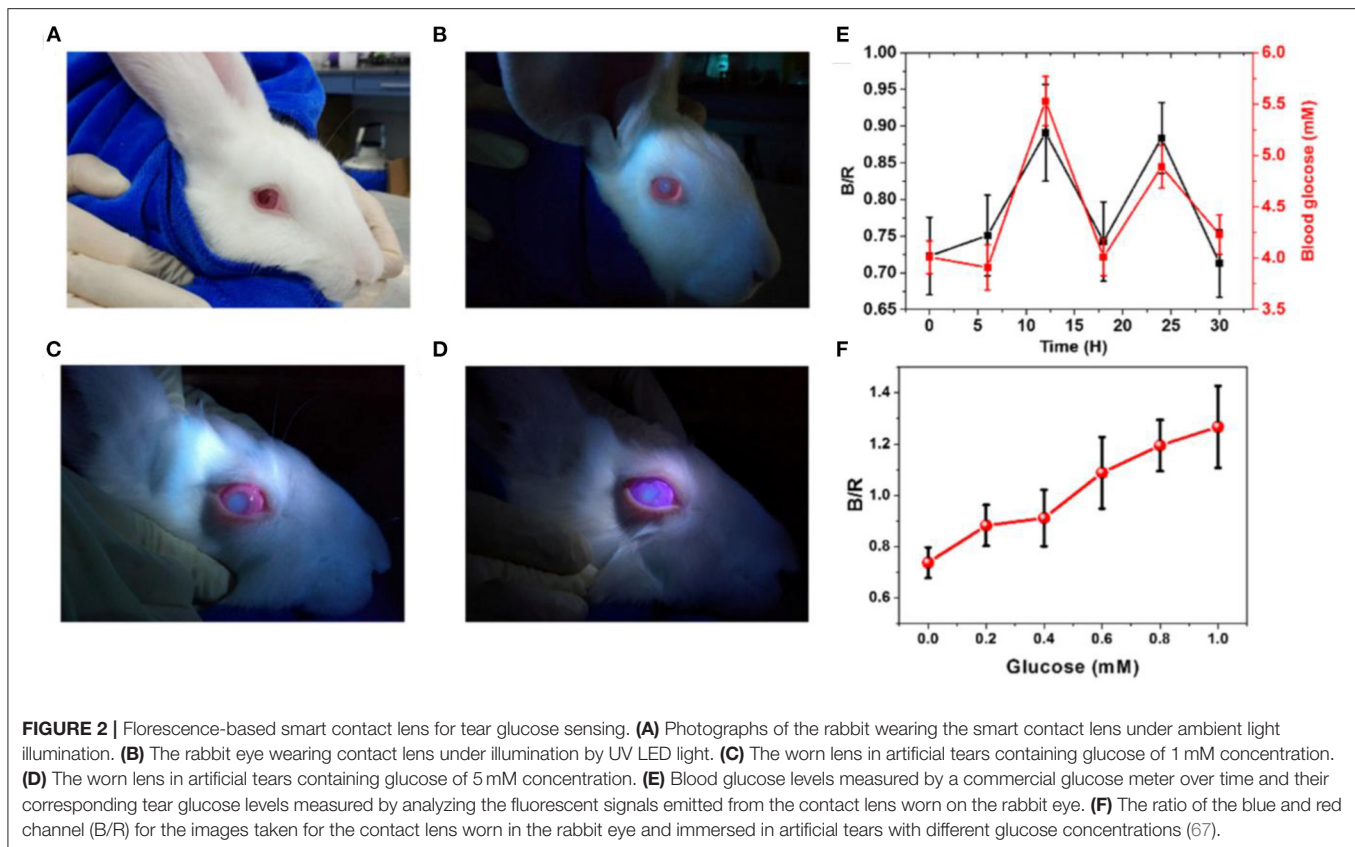 A
B
E
1.00
0.95
0.90
0.85
0.80
0.75
0.70
0.65
B/R
6.0
5.5
5.0
4.5
4.0
3.5
Blood glocose (mM)
0 5 10 15 20 25 30
Time (H)
C
D
F
1.4
1.2
1.0
0.8
0.6
B/R
0.0 0.2 0.4 0.6 0.8 1.0
Glucose (mM)
FIGURE 2 | Florescence-based smart contact lens for tear glucose sensing. (A) Photographs of the rabbit wearing the smart contact lens under ambient light
illumination. (B) The rabbit eye wearing contact lens under illumination by UV LED light. (C) The worn lens in artificial tears containing glucose of 1 mM concentration.
(D) The worn lens in artificial tears containing glucose of 5 mM concentration. (E) Blood glucose levels measured by a commercial glucose meter over time and their
corresponding tear glucose levels measured by analyzing the fluorescent signals emitted from the contact lens worn on the rabbit eye. (F) The ratio of the blue and red
channel (B/R) for the images taken for the contact lens worn in the rabbit eye and immersed in artificial tears with different glucose concentrations (67).